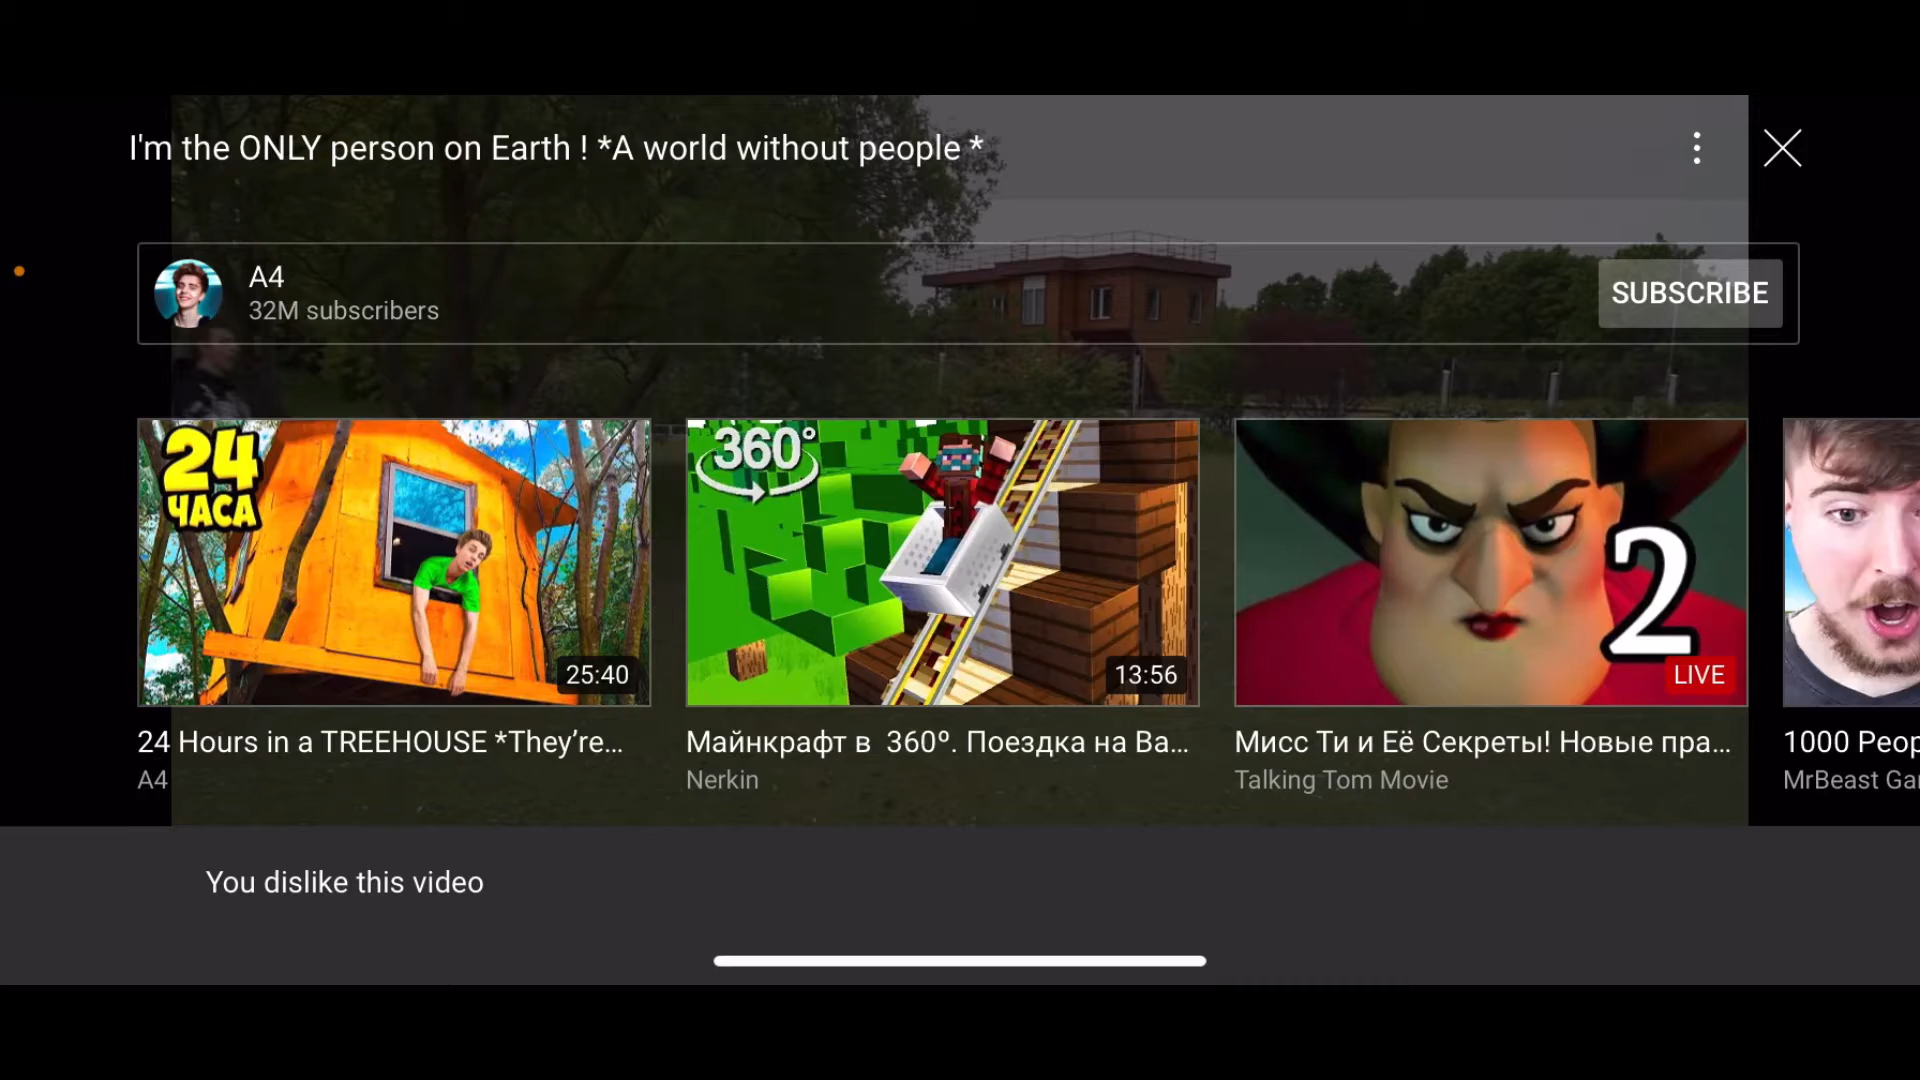 I'm the ONLY person on Earth ! *A world without people *
A4
32M subscribers
SUBSCRIBE
24
ЧАСА
25:40
360°
13:56
2
LIVE
24 Hours in a TREEHOUSE *They’re...
A4
Майнкрафт в 360º. Поездка на Ва...
Nerkin
Мисс Ти и Её Секреты! Новые пра...
Talking Tom Movie
1000 Peop
MrBeast Ga
You dislike this video